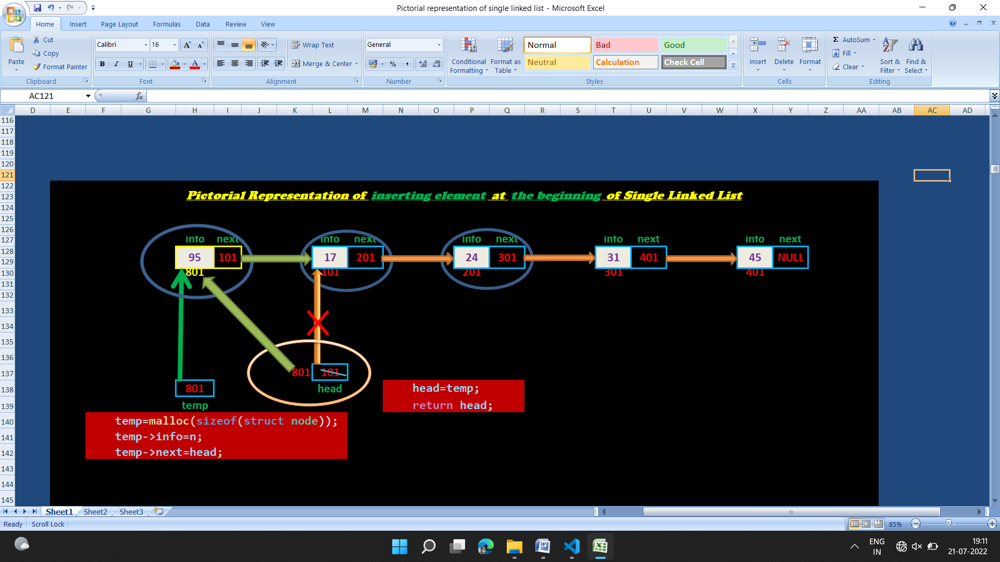 Pictorial representation of single linked list - Microsoft Excel
Home Insert Page Layout Formulas Data Review View
Paste
Cut
Copy
Format Painter
Clipboard
Calibri 16
B I U
Font
Wrap Text
Merge & Center
Alignment
General
% ,
Number
Conditional Formatting
Format as Table
Normal Bad Good
Neutral Calculation Check Cell
Styles
Insert Delete Format
Cells
Σ AutoSum
Fill
Clear
Sort & Filter
Find & Select
Editing
AC121 fx
D E F G H I J K L M N O P Q R S T U V W X Y Z AA AB AC AD
116
117
118
119
120
121
122
123
124
125
126
127
128
129
130
131
132
133
134
135
136
137
138
139
140
141
142
143
144
145
Pictorial Representation of inserting element at the beginning of Single Linked List
info next info next info next info next info next
95 101 17 201 24 301 31 401 45 NULL
801 101 201 301 401
801 101
801 head
temp
head=temp;
return head;
temp=malloc(sizeof(struct node));
temp->info=n;
temp->next=head;
Sheet1 Sheet2 Sheet3
Ready Scroll Lock 85%
ENG
IN
19:11
21-07-2022